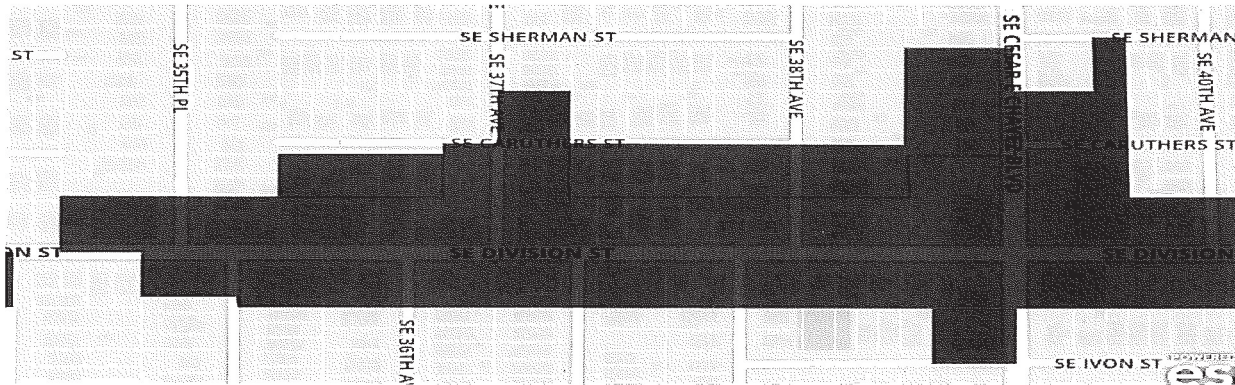 SE SHERMAN ST
SE SHERMAN
ST
SE 35TH PL
SE 37TH AVE
SE 38TH AVE
SE CESAR E CHAVEZ BLVD
SE 40TH AVE
SE CARUTHERS ST
SE CARUTHERS ST
ON ST
SE DIVISION ST
SE DIVISION
SE 36TH AV
SE IVON ST
POWERED
es